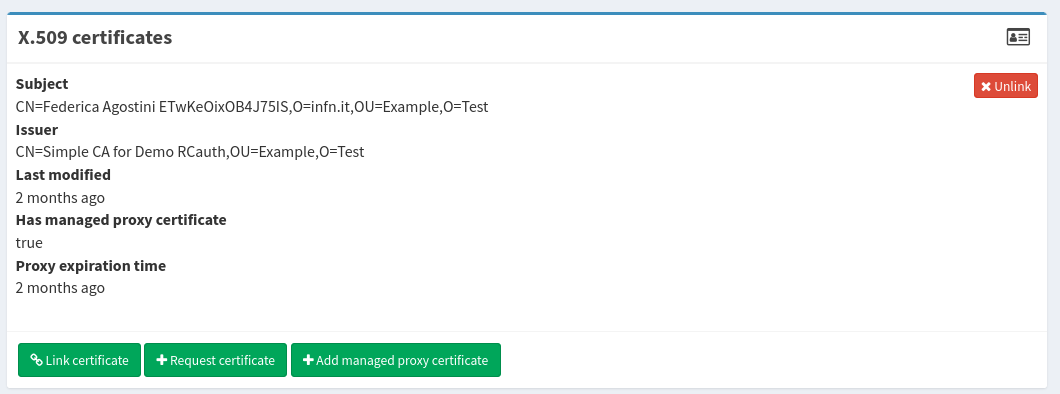 X.509 certificates
Subject
Unlink
CN=Federica Agostini ETwKeOixOB4J75IS,O=infn.it,OU=Example,O=Test
Issuer
CN=Simple CA for Demo RCauth,OU=Example,O=Test
Last modified
2 months ago
Has managed proxy certificate
true
Proxy expiration time
2 months ago
Link certificate
Request certificate
Add managed proxy certificate